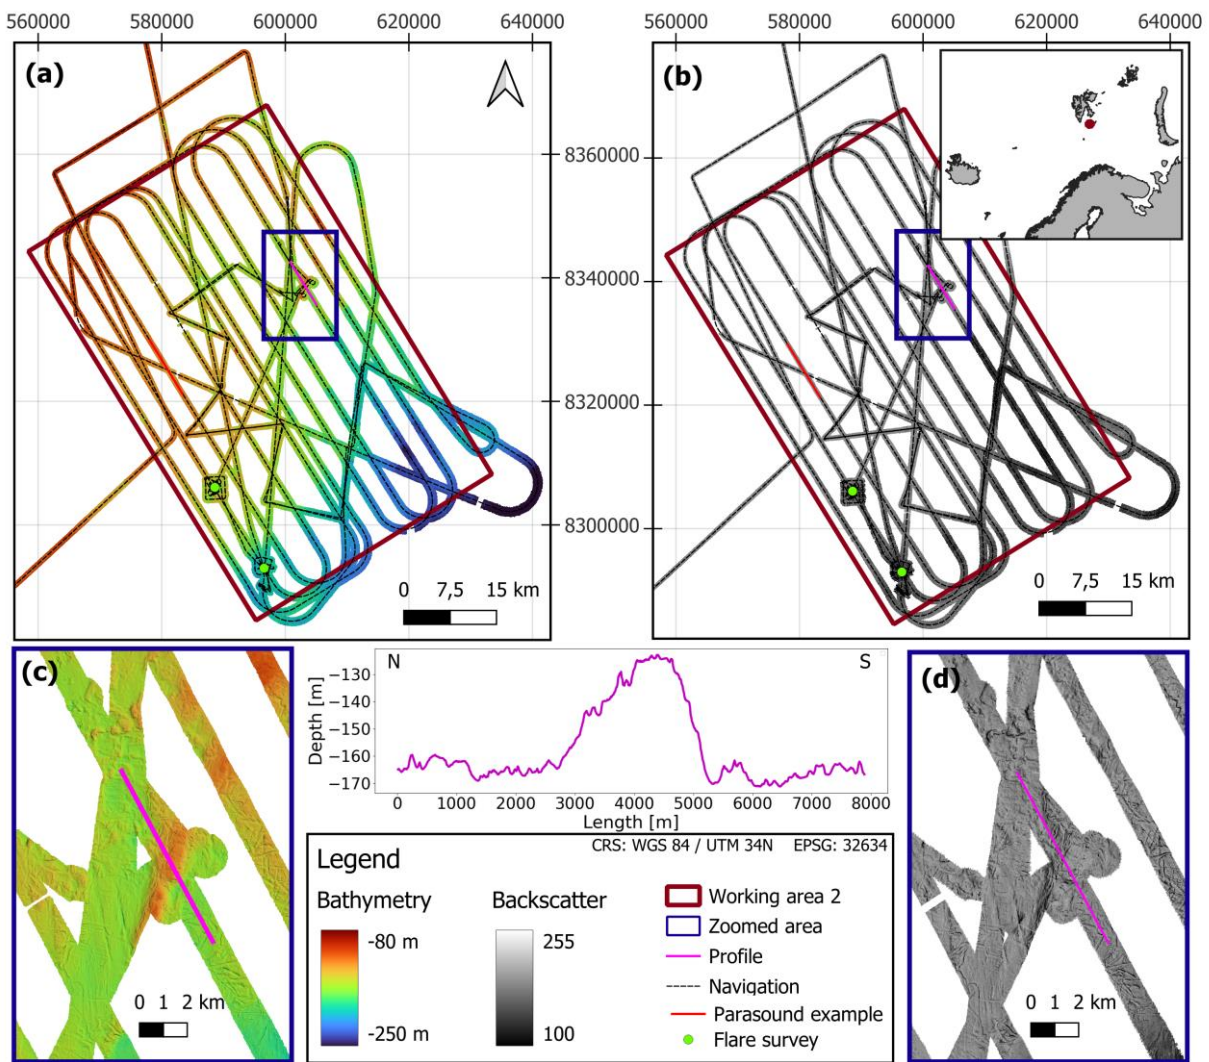 560000 580000 600000 620000 640000
560000 580000 600000 620000 640000
(a)
(b)
8360000
8340000
8320000
8300000
0 7,5 15 km
0 7,5 15 km
(c)
N S
Depth [m]
−130
−140
−150
−160
−170
0 1000 2000 3000 4000 5000 6000 7000 8000
Length [m]
(d)
0 1 2 km
0 1 2 km
CRS: WGS 84 / UTM 34N EPSG: 32634
Legend
Bathymetry
-80 m
-250 m
Backscatter
255
100
Working area 2
Zoomed area
Profile
Navigation
Parasound example
Flare survey